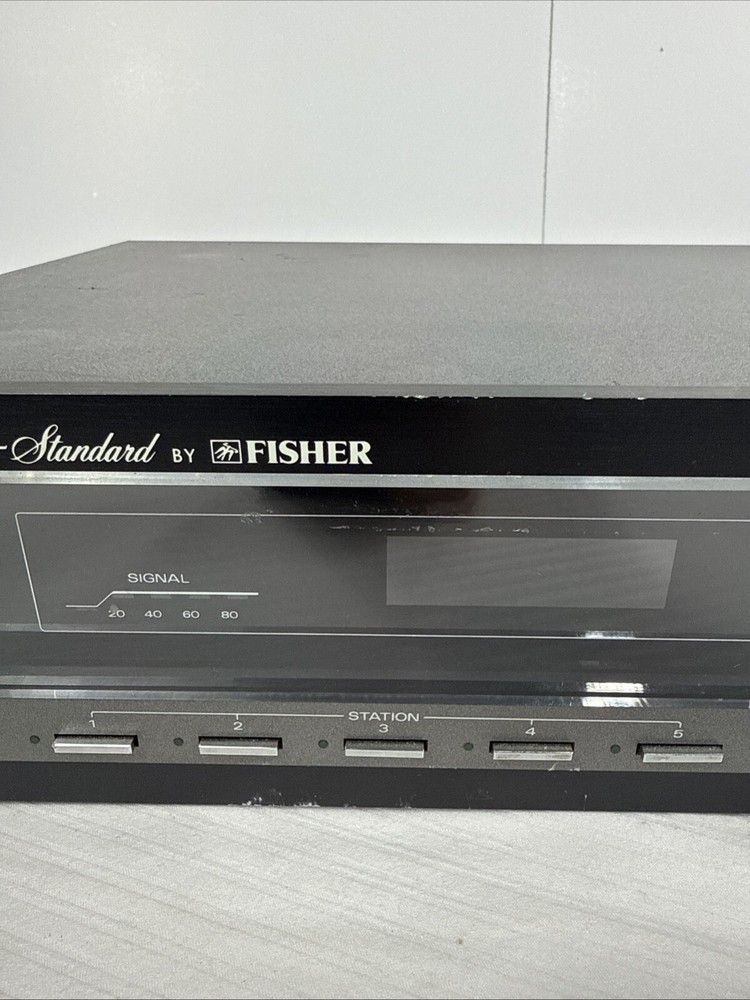 -Standard BY FISHER
SIGNAL
20 40 60 80
STATION
1 2 3 4 5